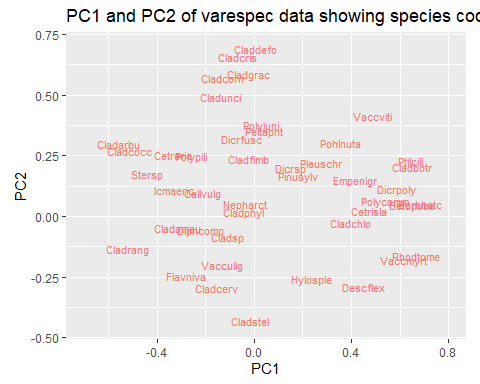 PC1 and PC2 of varespec data showing species cod
0.75
Claddefo
Cladcris
Cladgrac
Cladcorn
0.50
Cladunci
Vaccviti
Polyjuni
Peltapht
Dicrfusc
Pohlnuta
Cladarbu
Cladcocc
0.25
Polypili
Cladfimb
Pleuschr
Ptilcili
Cladbotr
Dicrsp
Stersp
Pinusylv
Empenigr
Icmaeric
Callvulg
Dicrpoly
Nepharct
Cladphyl
Cetrisla
0.00
Cladchlo
Diphcomp
Cladsp
Cladrang
Rhodtome
Vaccmyrt
Vacculig
-0.25
Flavniva
Hylosple
Cladcerv
Descflex
Cladstel
-0.50
-0.4
0.0
0.4
0.8
PC1
PC2